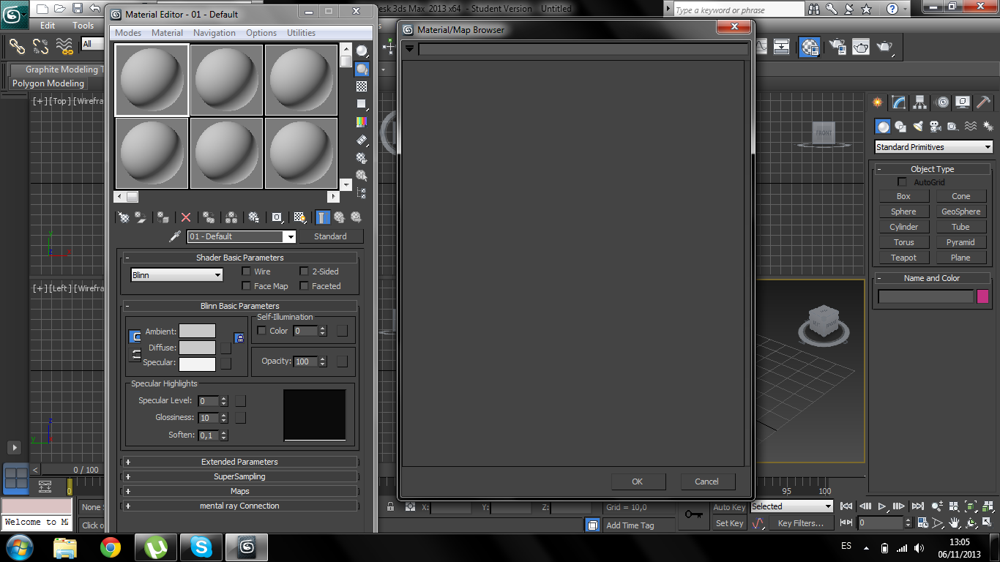 Material Editor - 01 - Default
esk 3ds Max 2013 x64 - Student Version Untitled
Type a keyword or phrase
Edit Tools
Modes Material Navigation Options Utilities
Material/Map Browser
All
Graphite Modeling T
Polygon Modeling
[+][Top][Wirefra
FRONT
Standard Primitives
- Object Type
AutoGrid
Box Cone
Sphere GeoSphere
Cylinder Tube
Torus Pyramid
Teapot Plane
- Name and Color
01 - Default Standard
- Shader Basic Parameters
Blinn Wire 2-Sided
Face Map Faceted
[+][Left][Wirefra
- Blinn Basic Parameters
Self-Illumination
Ambient: Color 0
Diffuse:
Specular: Opacity: 100
Specular Highlights
Specular Level: 0
Glossiness: 10
Soften: 0,1
+ Extended Parameters
+ SuperSampling
+ Maps
+ mental ray Connection
y
x
z
z
y
< 0 / 100
0
OK Cancel
95 100
None S
Welcome to MA
Click o
X: Y: Z: Grid = 10,0
Add Time Tag
Auto Key Selected
Set Key Key Filters... 0
ES 13:05
06/11/2013